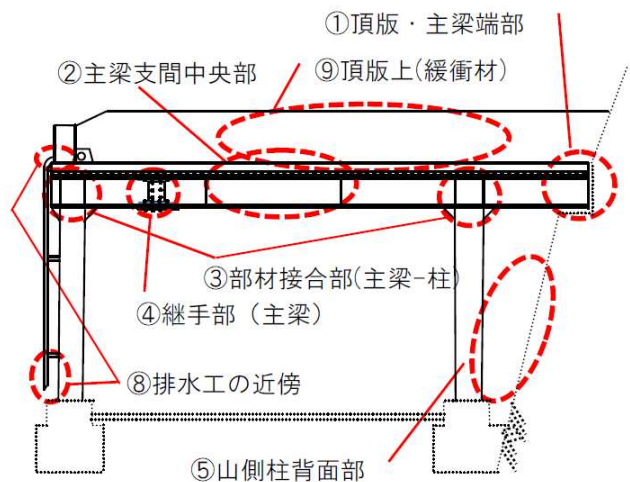 ①頂版・主梁端部
②主梁支間中央部
⑨頂版上(緩衝材)
③部材接合部(主梁-柱)
④継手部（主梁）
⑧排水工の近傍
⑤山側柱背面部